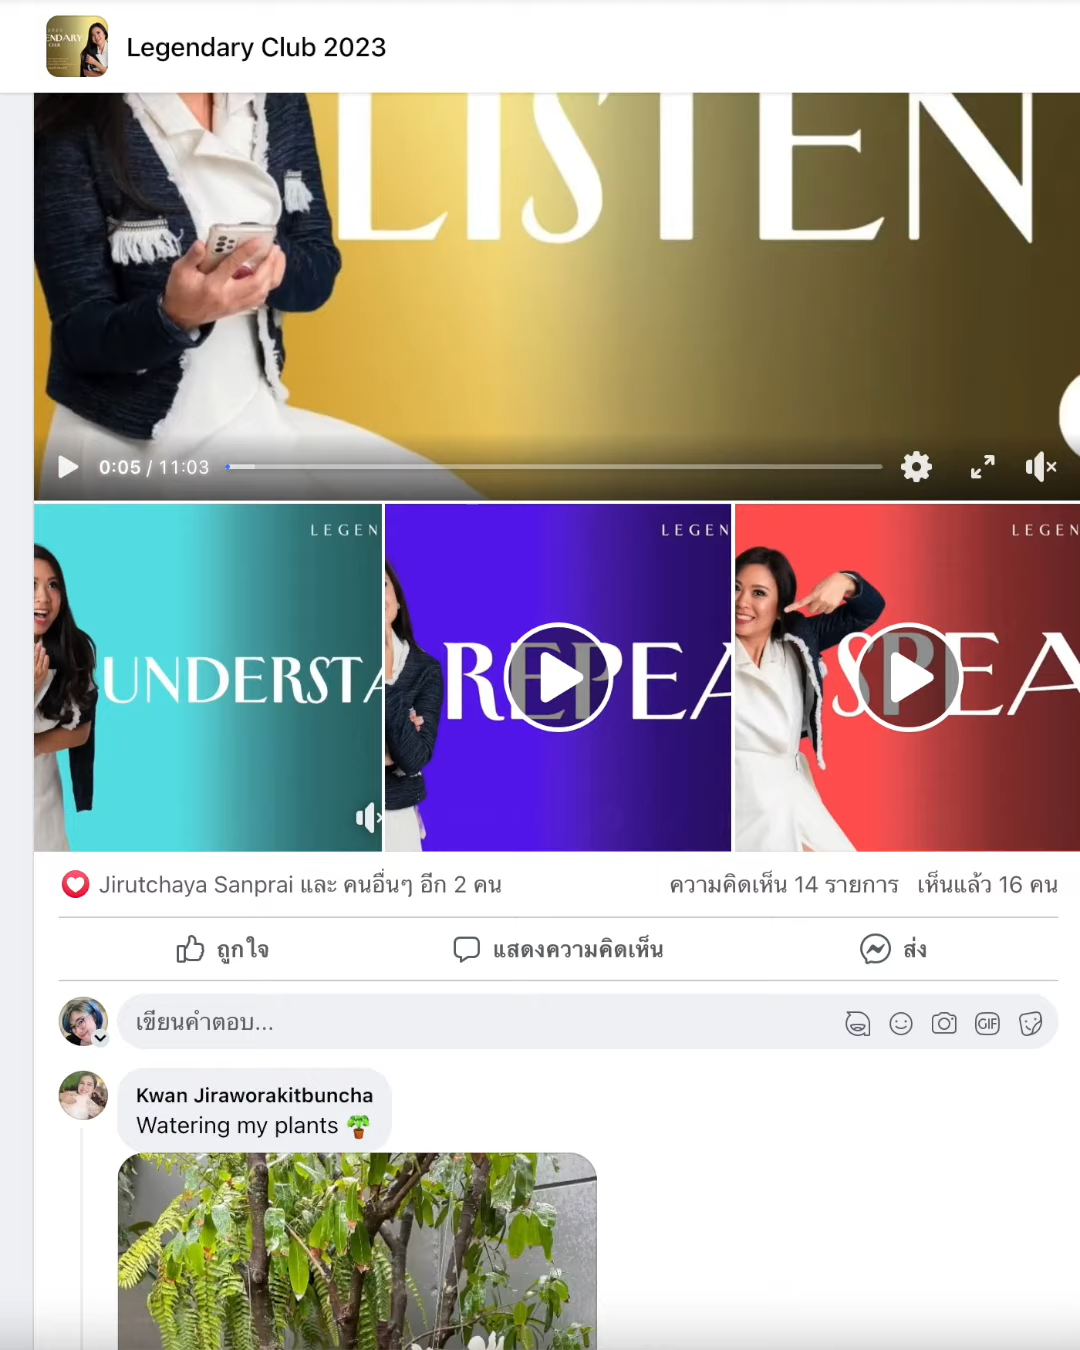 Legendary Club 2023
LISTEN
0:05 / 11:03
LEGEN
UNDERSTA
LEGEN
REPEA
LEGEN
SPEA
Jirutchaya Sanprai และ คนอื่นๆ อีก 2 คน
ความคิดเห็น 14 รายการ เห็นแล้ว 16 คน
ถูกใจ
แสดงความคิดเห็น
ส่ง
เขียนคำตอบ...
GIF
Kwan Jiraworakitbuncha
Watering my plants